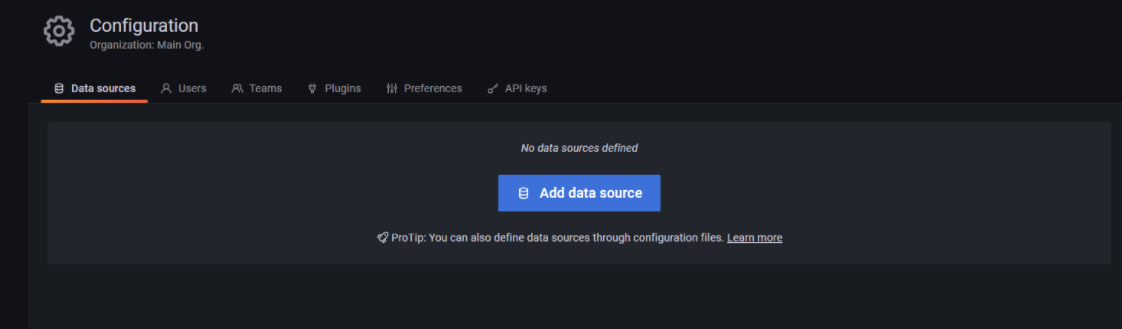 Configuration
Organization: Main Org.
Data sources Users Teams Plugins Preferences API keys
No data sources defined
Add data source
ProTip: You can also define data sources through configuration files. Learn more